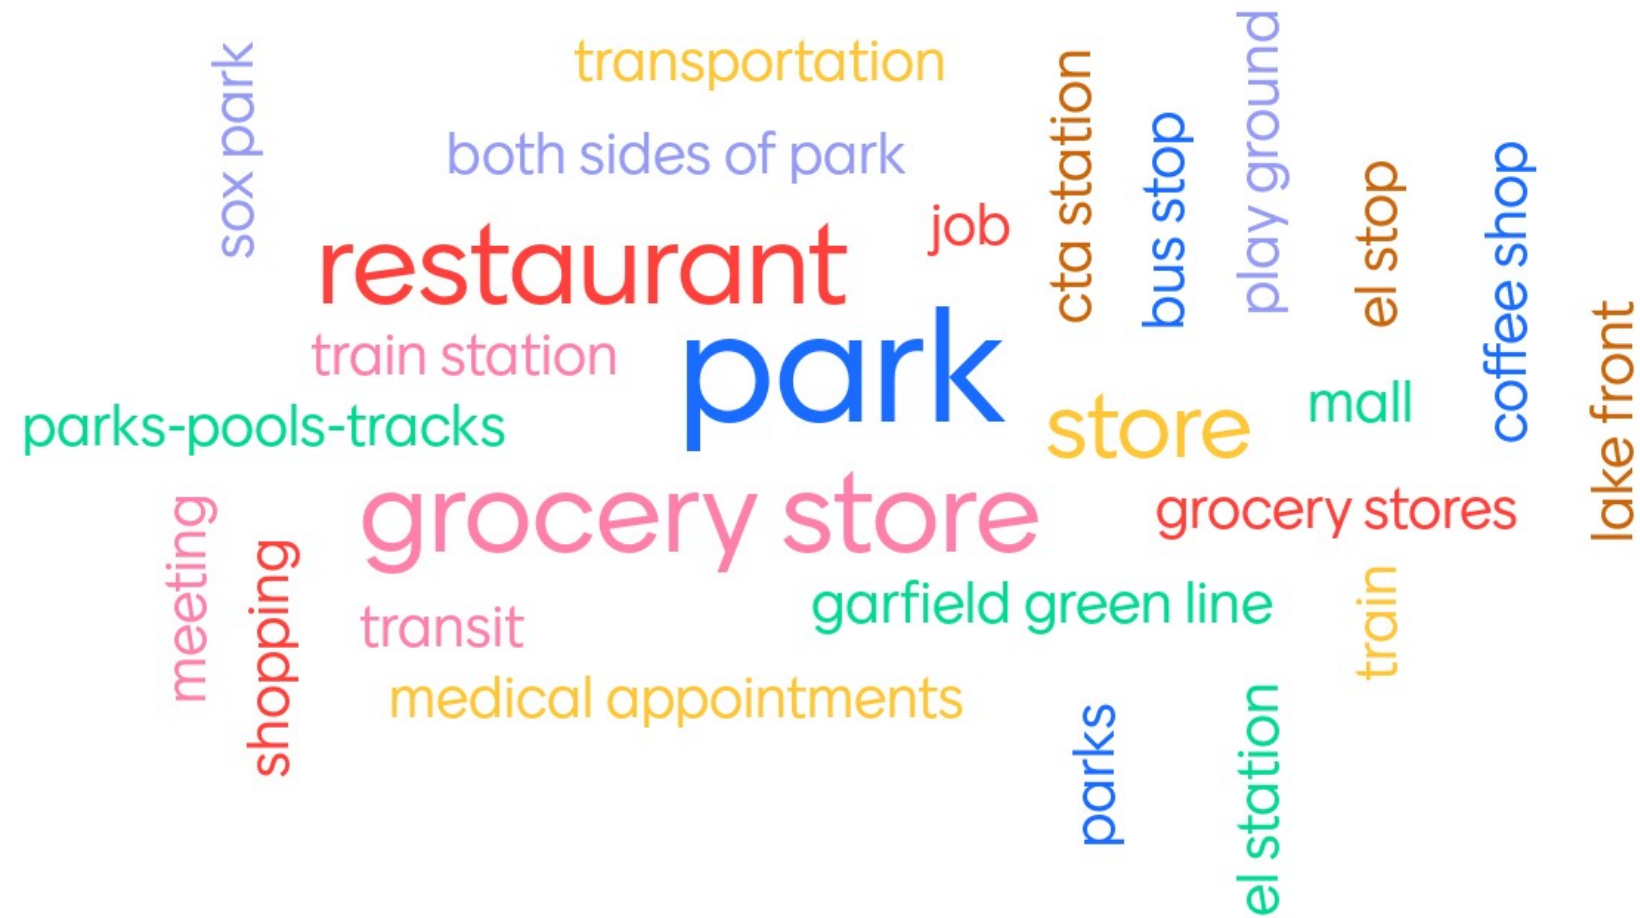 sox park
transportation
both sides of park
restaurant
job
cta station
bus stop
play ground
el stop
coffee shop
lake front
train station
park
parks-pools-tracks
store
mall
grocery store
grocery stores
meeting
shopping
transit
garfield green line
train
medical appointments
parks
el station